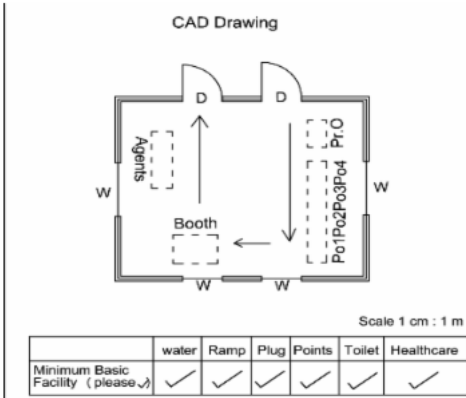 CAD Drawing
D D
Agents
Pr.O
Po1Po2Po3Po4
W W
Booth
W W
Scale 1 cm : 1 m
water Ramp Plug Points Toilet Healthcare
Minimum Basic
Facility ( please ✓) ✓ ✓ ✓ ✓ ✓ ✓